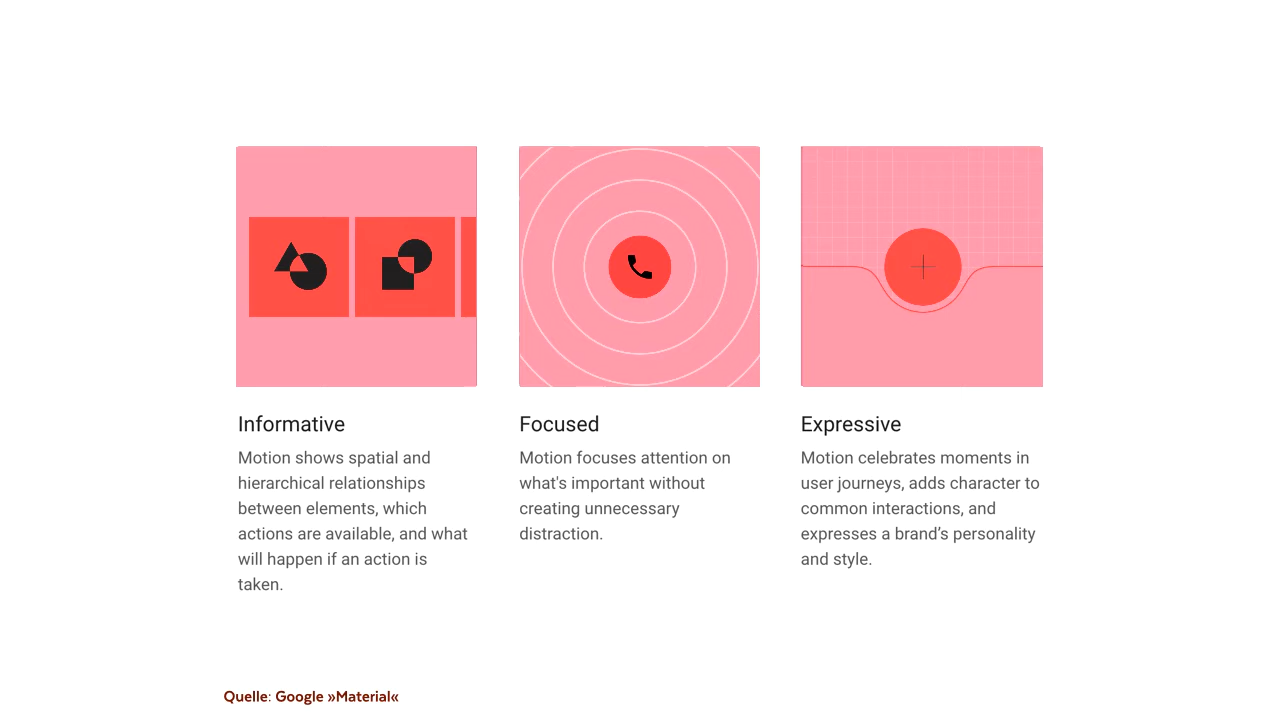 Informative
Motion shows spatial and
hierarchical relationships
between elements, which
actions are available, and what
will happen if an action is
taken.
Focused
Motion focuses attention on
what's important without
creating unnecessary
distraction.
Expressive
Motion celebrates moments in
user journeys, adds character to
common interactions, and
expresses a brand’s personality
and style.
Quelle: Google »Material«